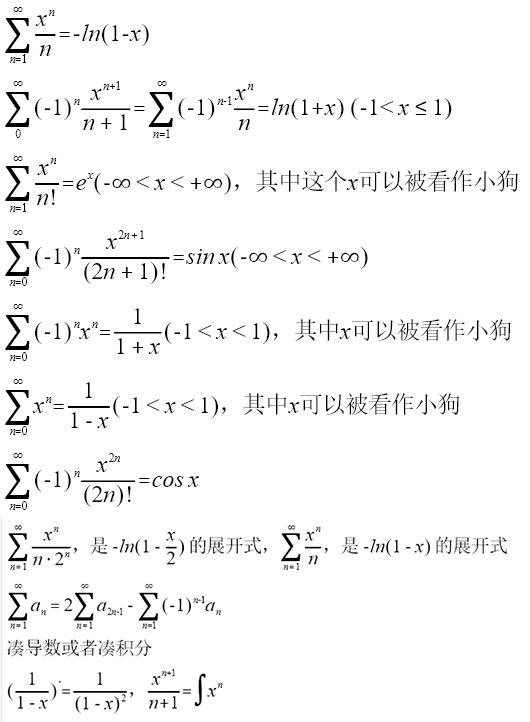 ∑_{n=1}^{∞} x^n/n = -ln(1-x)
∑_{0}^{∞} (-1)^n x^{n+1}/(n+1) = ∑_{n=1}^{∞} (-1)^{n-1} x^n/n = ln(1+x) (-1< x ≤ 1)
∑_{n=1}^{∞} x^n/n! = e^x(-∞ < x < +∞)，其中这个x可以被看作小狗
∑_{n=0}^{∞} (-1)^n x^{2n+1}/(2n+1)! = sin x(-∞ < x < +∞)
∑_{n=0}^{∞} (-1)^n x^n = 1/(1+x) (-1 < x < 1)，其中x可以被看作小狗
∑_{n=0}^{∞} x^n = 1/(1-x) (-1 < x < 1)，其中x可以被看作小狗
∑_{n=0}^{∞} (-1)^n x^{2n}/(2n)! = cos x
∑_{n=1}^{∞} x^n/(n·2^n)，是 -ln(1 - x/2) 的展开式，∑_{n=1}^{∞} x^n/n，是 -ln(1 - x) 的展开式
∑_{n=1}^{∞} a_n = 2∑_{n=1}^{∞} a_{2n-1} - ∑_{n=1}^{∞} (-1)^{n-1} a_n
凑导数或者凑积分
(1/(1-x))' = 1/(1-x)^2，x^{n+1}/(n+1) = ∫x^n